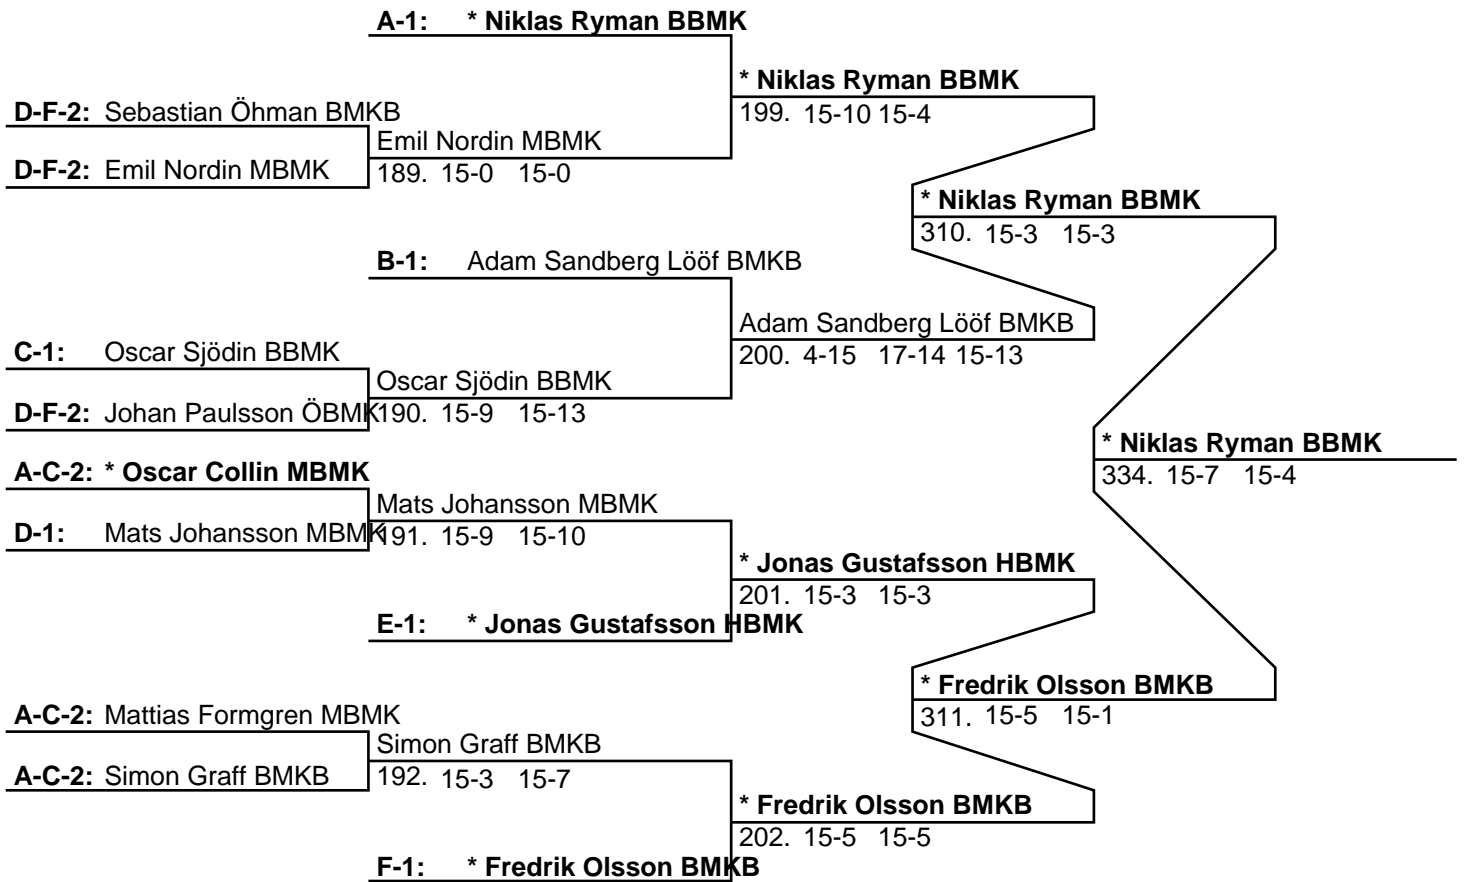 A-1: * Niklas Ryman BBMK
* Niklas Ryman BBMK
199. 15-10 15-4
D-F-2: Sebastian Öhman BMKB
Emil Nordin MBMK
D-F-2: Emil Nordin MBMK
189. 15-0 15-0
* Niklas Ryman BBMK
310. 15-3 15-3
B-1: Adam Sandberg Lööf BMKB
Adam Sandberg Lööf BMKB
200. 4-15 17-14 15-13
C-1: Oscar Sjödin BBMK
Oscar Sjödin BBMK
D-F-2: Johan Paulsson ÖBMK
190. 15-9 15-13
* Niklas Ryman BBMK
334. 15-7 15-4
A-C-2: * Oscar Collin MBMK
Mats Johansson MBMK
D-1: Mats Johansson MBMK
191. 15-9 15-10
* Jonas Gustafsson HBMK
201. 15-3 15-3
E-1: * Jonas Gustafsson HBMK
* Fredrik Olsson BMKB
311. 15-5 15-1
A-C-2: Mattias Formgren MBMK
Simon Graff BMKB
A-C-2: Simon Graff BMKB
192. 15-3 15-7
* Fredrik Olsson BMKB
202. 15-5 15-5
F-1: * Fredrik Olsson BMKB